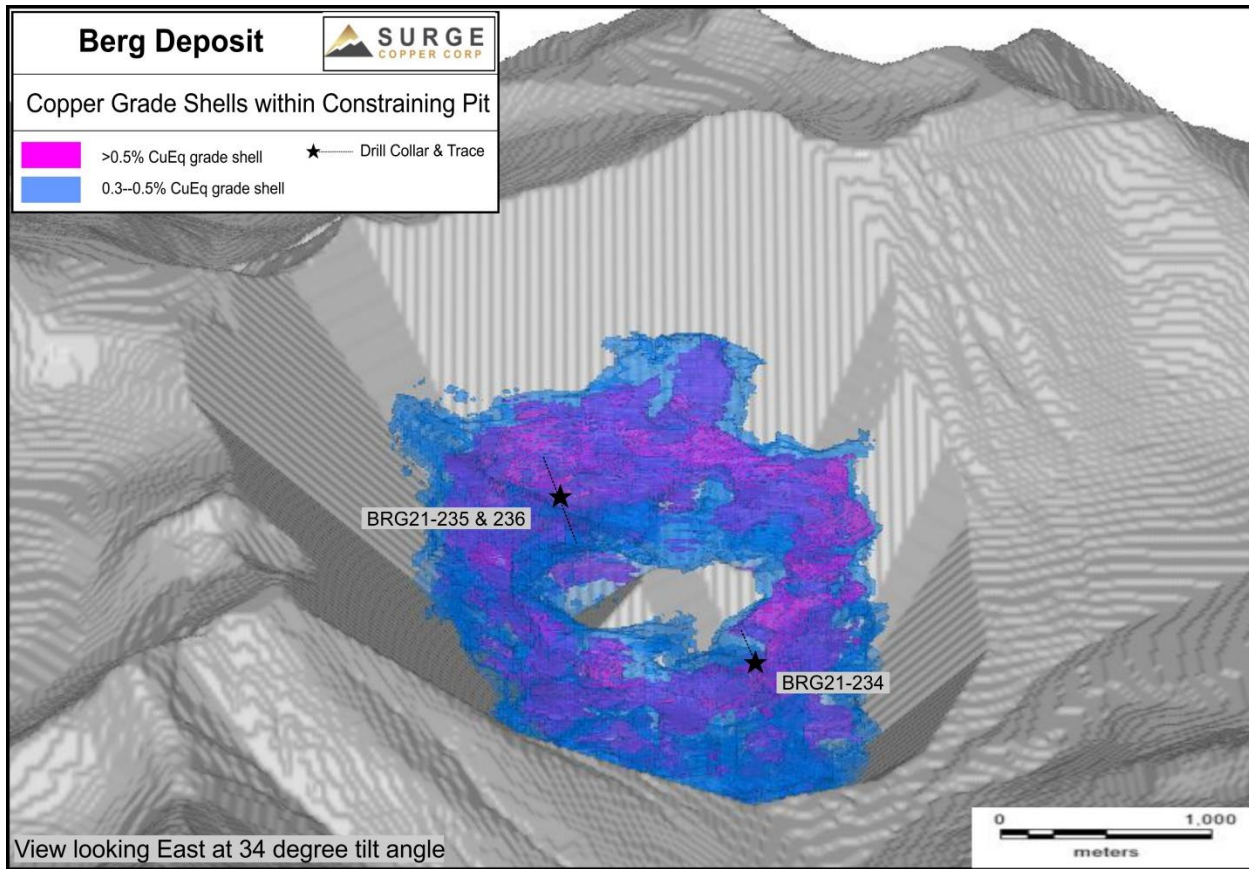 Berg Deposit
SURGE
COPPER CORP
Copper Grade Shells within Constraining Pit
>0.5% CuEq grade shell
Drill Collar & Trace
0.3--0.5% CuEq grade shell
BRG21-235 & 236
BRG21-234
0 1,000
meters
View looking East at 34 degree tilt angle